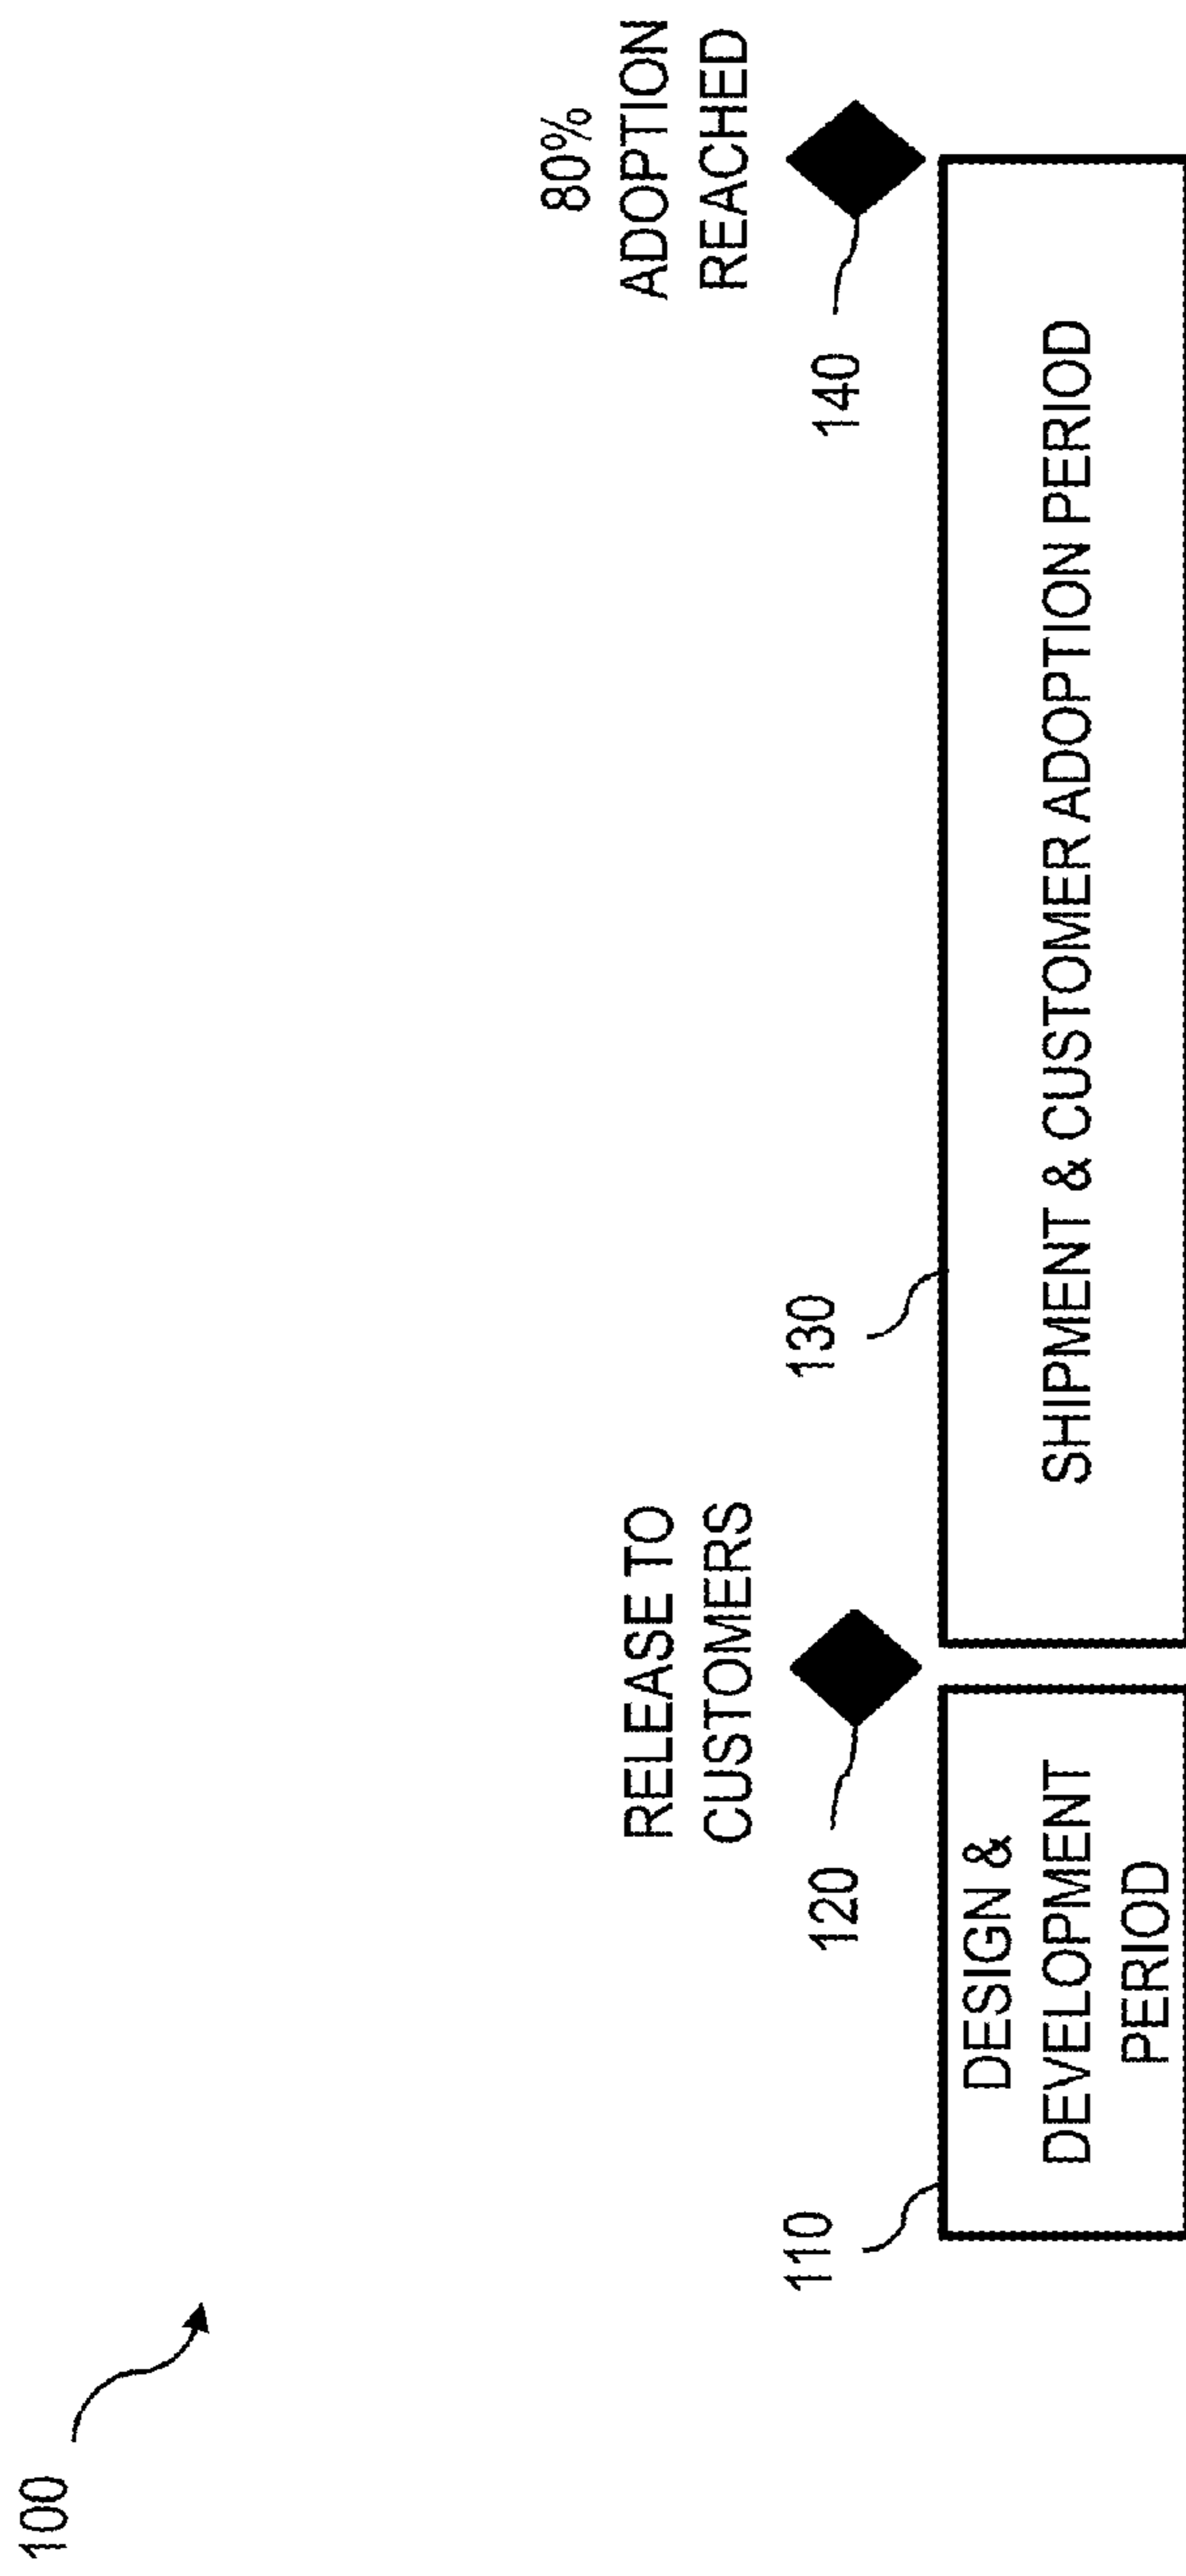 100
80%
ADOPTION
REACHED
RELEASE TO
CUSTOMERS
120
140
110
130
DESIGN &
DEVELOPMENT
PERIOD
SHIPMENT & CUSTOMER ADOPTION PERIOD